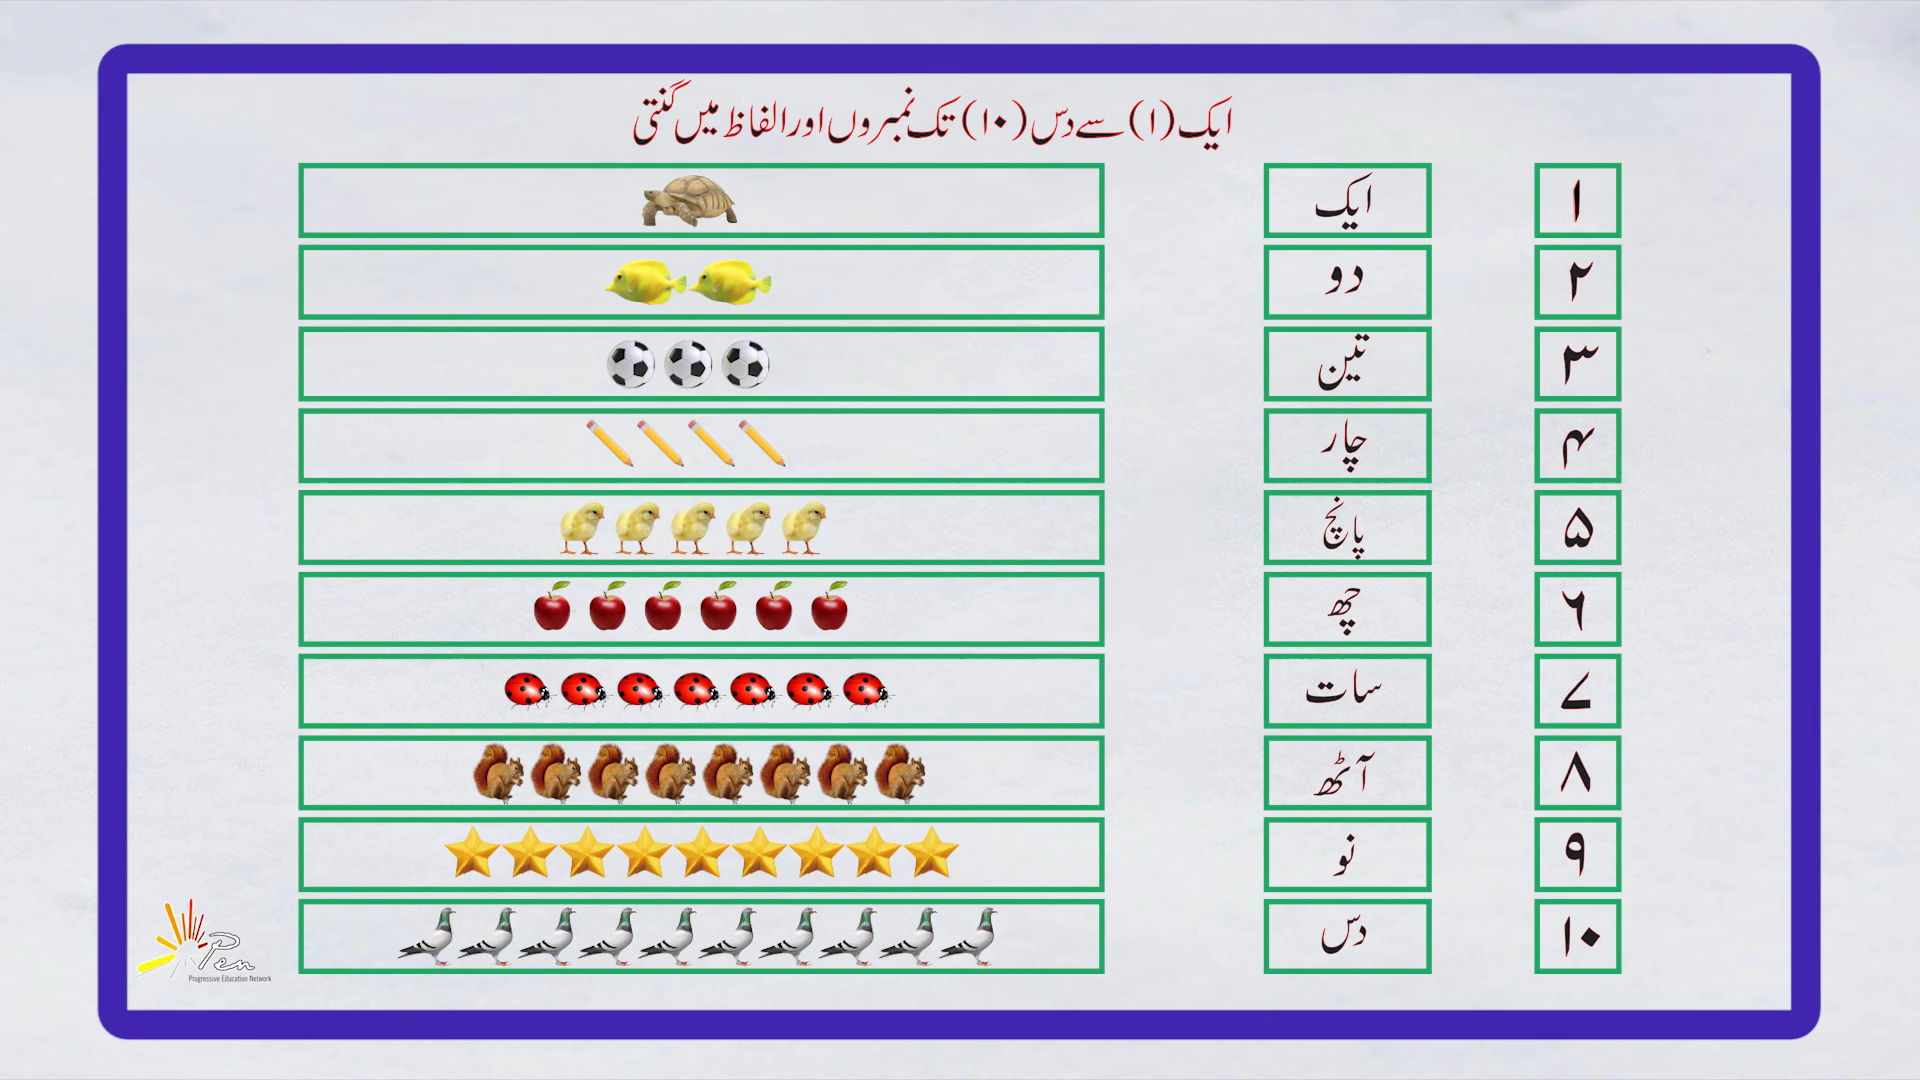 ایک (۱) سے دس (۱۰) تک نمبروں اور الفاظ میں گنتی
۱ ایک
۲ دو
۳ تین
۴ چار
۵ پانچ
۶ چھ
۷ سات
۸ آٹھ
۹ نو
۱۰ دس
Pen
Progressive Education Network